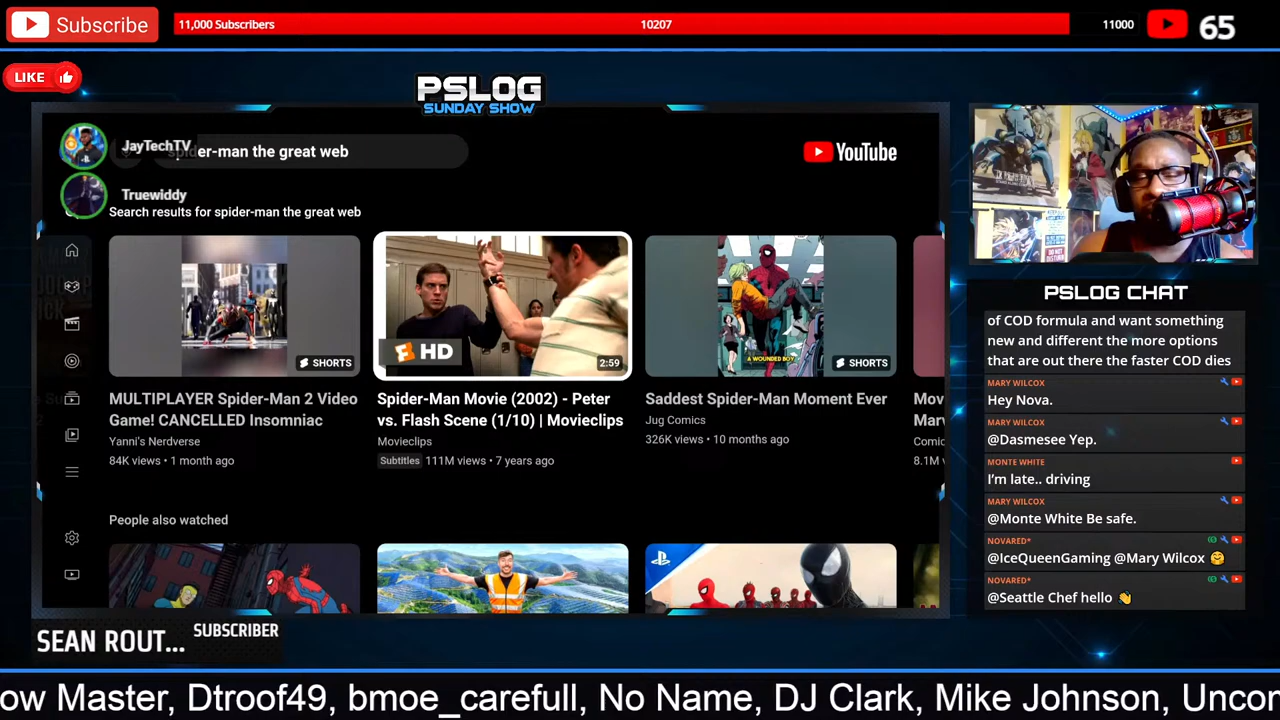 Subscribe
11,000 Subscribers
10207
11000
65
LIKE
PSLOG
SUNDAY SHOW
JayTechTV
Truewiddy
spider-man the great web
YouTube
Search results for spider-man the great web
SHORTS
HD
2:59
A WOUNDED BOY
SHORTS
MULTIPLAYER Spider-Man 2 Video
Game! CANCELLED Insomniac
Yanni's Nerdverse
84K views • 1 month ago
Spider-Man Movie (2002) - Peter
vs. Flash Scene (1/10) | Movieclips
Movieclips
Subtitles 111M views • 7 years ago
Saddest Spider-Man Moment Ever
Jug Comics
326K views • 10 months ago
Mov
Mar
Comic
8.1M v
People also watched
PSLOG CHAT
of COD formula and want something
new and different the more options
that are out there the faster COD dies
MARY WILCOX
Hey Nova.
MARY WILCOX
@Dasmesee Yep.
MONTE WHITE
I'm late.. driving
MARY WILCOX
@Monte White Be safe.
NOVARED*
@IceQueenGaming @Mary Wilcox 🤗
NOVARED*
@Seattle Chef hello 👋
SEAN ROUT...
SUBSCRIBER
ow Master, Dtroof49, bmoe_carefull, No Name, DJ Clark, Mike Johnson, Uncon